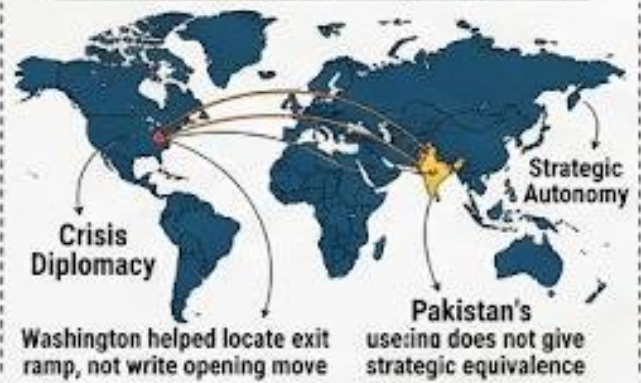 Strategic
Autonomy
Crisis
Diplomacy
Washington helped locate exit
ramp, not write opening move
Pakistan's
does not give
strategic equivalence